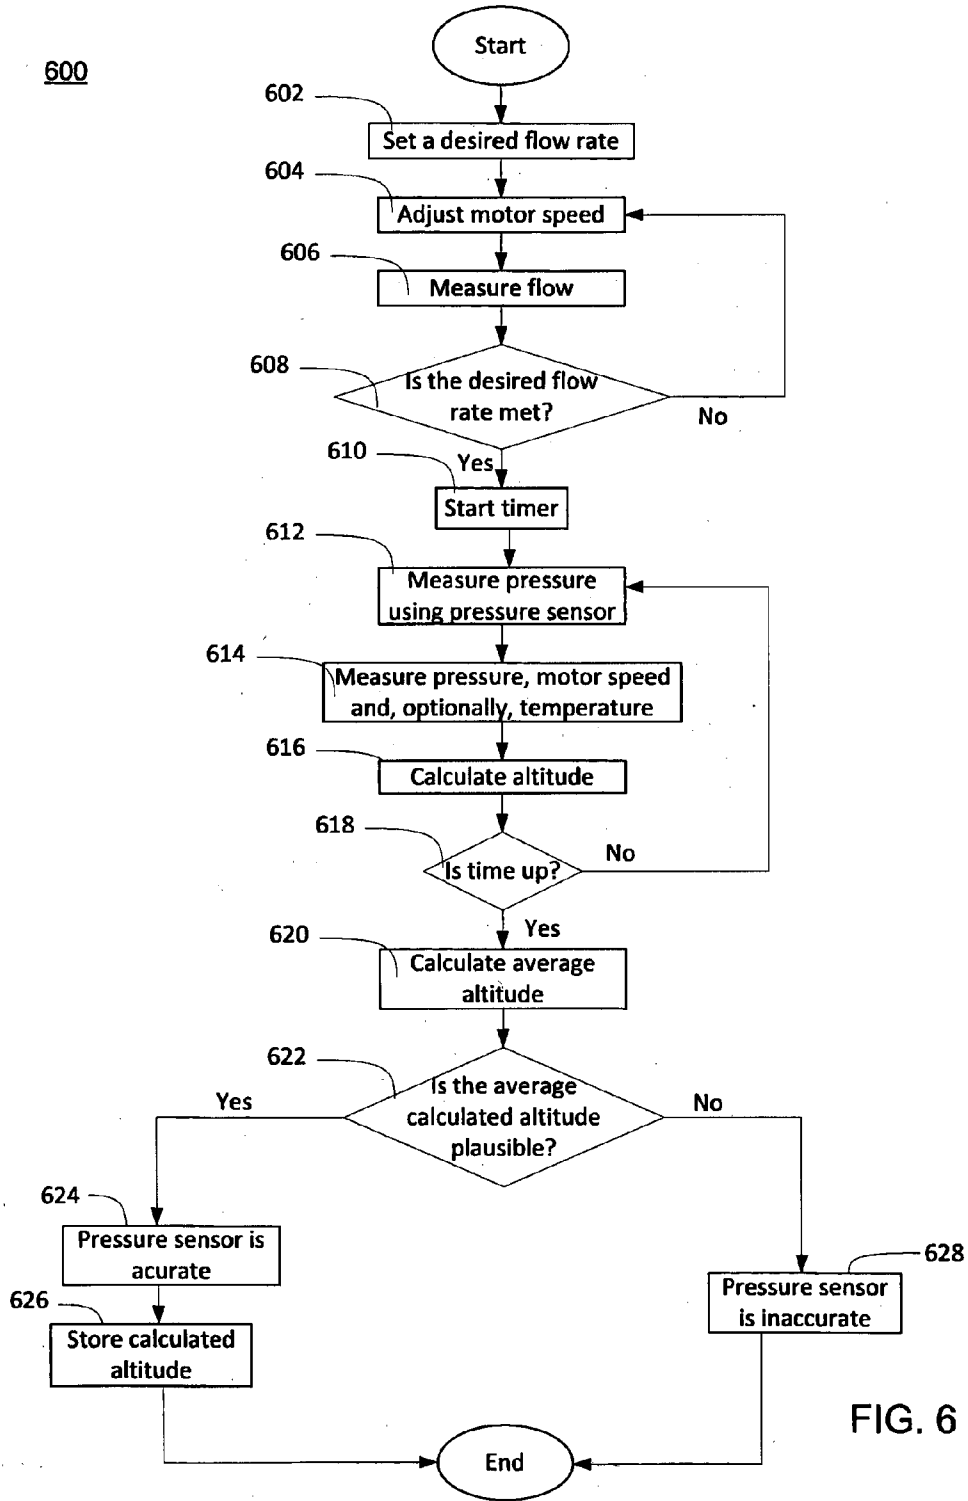 600
Start
602
Set a desired flow rate
604
Adjust motor speed
606
Measure flow
608
Is the desired flow
rate met?
No
Yes
610
Start timer
612
Measure pressure
using pressure sensor
614
Measure pressure, motor speed
and, optionally, temperature
616
Calculate altitude
618
Is time up?
No
Yes
620
Calculate average
altitude
622
Is the average
calculated altitude
plausible?
Yes
No
624
Pressure sensor is
acurate
626
Store calculated
altitude
628
Pressure sensor
is inaccurate
End
FIG. 6